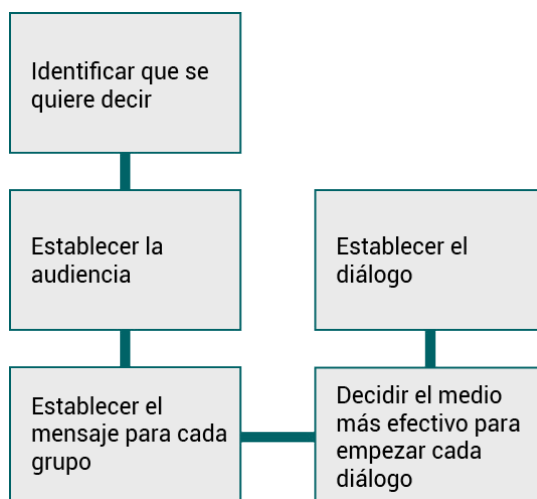 Identificar que se
quiere decir
Establecer la
audiencia
Establecer el
mensaje para cada
grupo
Decidir el medio
más efectivo para
empezar cada
diálogo
Establecer el
diálogo